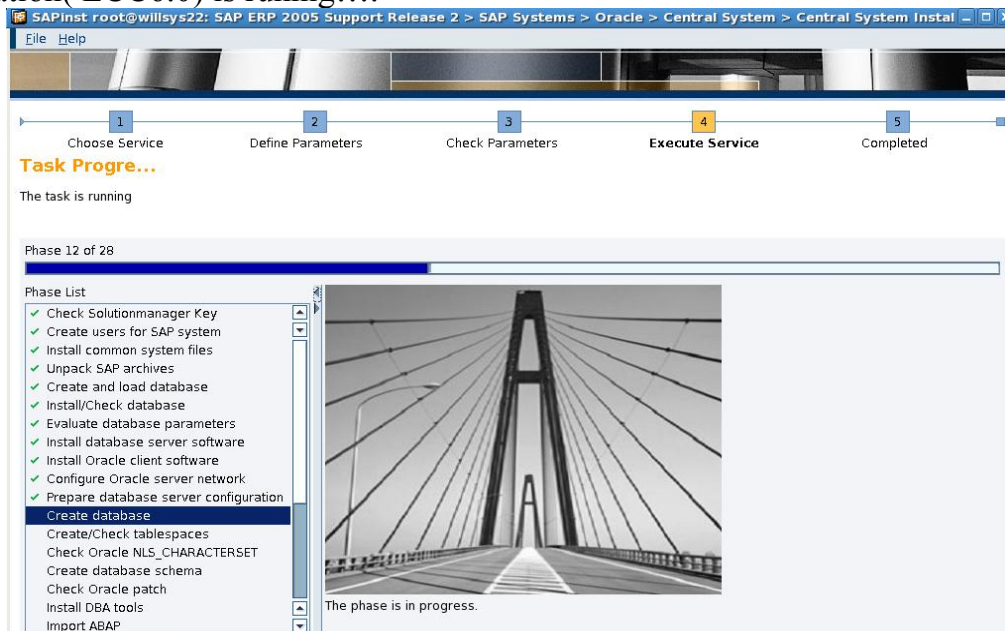 ation( ECC6.0) is running....
SAPinst root@willsys22: SAP ERP 2005 Support Release 2 > SAP Systems > Oracle > Central System > Central System Instal
File Help
1 2 3 4 5
Choose Service Define Parameters Check Parameters Execute Service Completed
Task Progre...
The task is running
Phase 12 of 28
Phase List
Check Solutionmanager Key
Create users for SAP system
Install common system files
Unpack SAP archives
Create and load database
Install/Check database
Evaluate database parameters
Install database server software
Install Oracle client software
Configure Oracle server network
Prepare database server configuration
Create database
Create/Check tablespaces
Check Oracle NLS_CHARACTERSET
Create database schema
Check Oracle patch
Install DBA tools
Import ABAP
The phase is in progress.